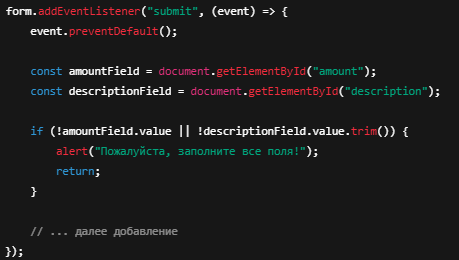 form.addEventListener("submit", (event) => {
    event.preventDefault();

    const amountField = document.getElementById("amount");
    const descriptionField = document.getElementById("description");

    if (!amountField.value || !descriptionField.value.trim()) {
        alert("Пожалуйста, заполните все поля!");
        return;
    }

    // ... далее добавление
});